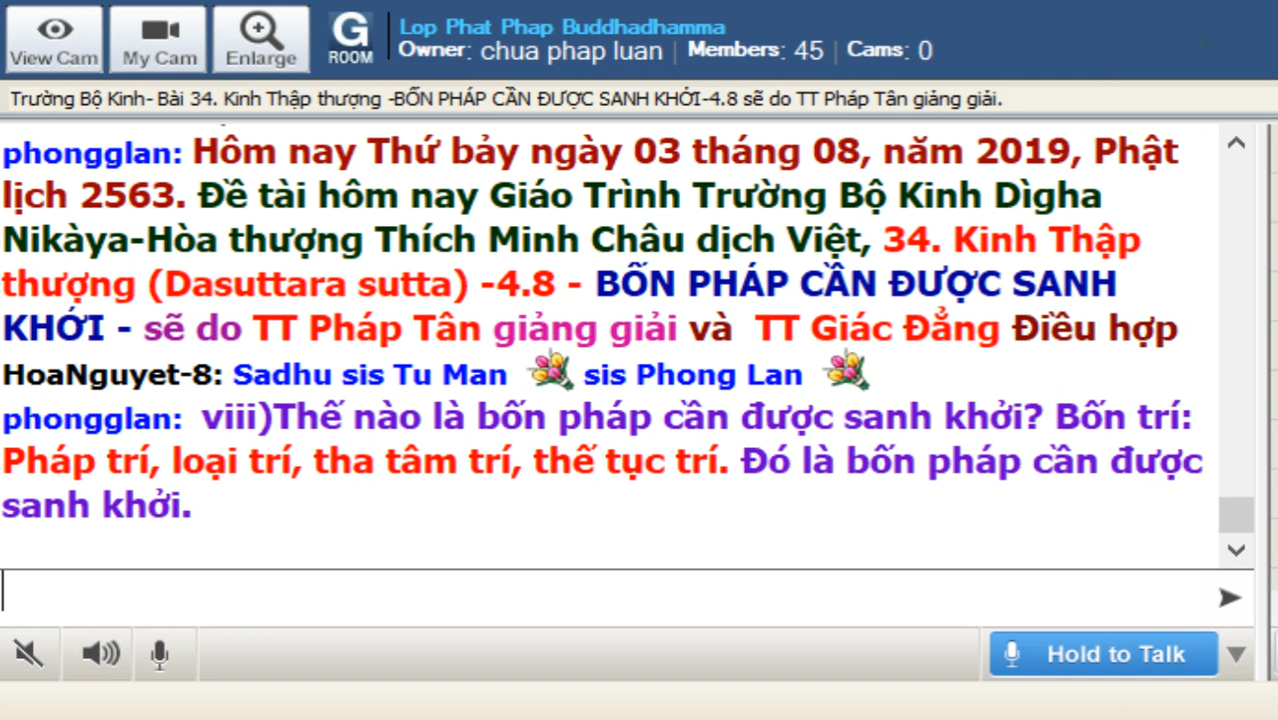 View Cam
My Cam
Enlarge
G
ROOM
Lop Phat Phap Buddhadhamma
Owner: chua phap luan | Members: 45 | Cams: 0
Trường Bộ Kinh- Bài 34. Kinh Thập thượng -BỐN PHÁP CẦN ĐƯỢC SANH KHỞI-4.8 sẽ do TT Pháp Tân giảng giải.
phongglan: Hôm nay Thứ bảy ngày 03 tháng 08, năm 2019, Phật
lịch 2563. Đề tài hôm nay Giáo Trình Trường Bộ Kinh Dìgha
Nikàya-Hòa thượng Thích Minh Châu dịch Việt, 34. Kinh Thập
thượng (Dasuttara sutta) -4.8 - BỐN PHÁP CẦN ĐƯỢC SANH
KHỞI - sẽ do TT Pháp Tân giảng giải và TT Giác Đẳng Điều hợp
HoaNguyet-8: Sadhu sis Tu Man sis Phong Lan
phongglan: viii)Thế nào là bốn pháp cần được sanh khởi? Bốn trí:
Pháp trí, loại trí, tha tâm trí, thế tục trí. Đó là bốn pháp cần được
sanh khởi.
Hold to Talk